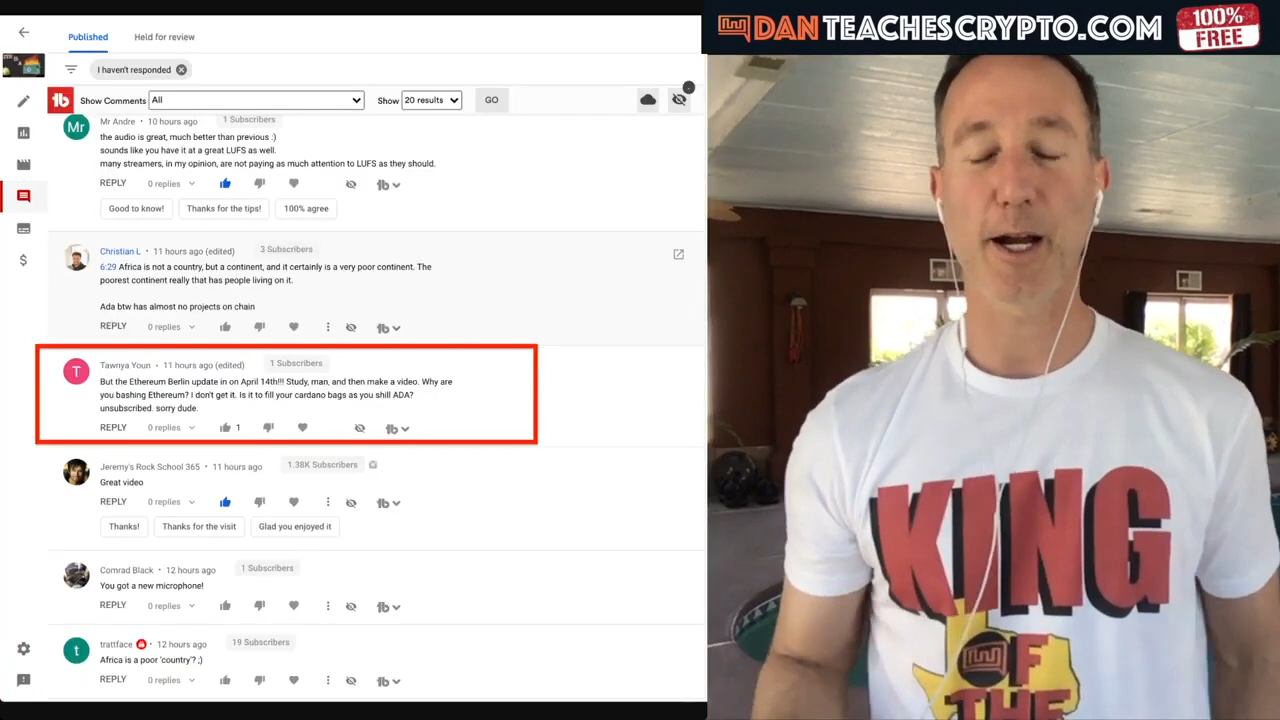 Published
Held for review
I haven't responded
Show Comments
All
Show
20 results
GO
Mr Andre • 10 hours ago
1 Subscribers
the audio is great, much better than previous :)
sounds like you have it at a great LUFS as well.
many streamers, in my opinion, are not paying as much attention to LUFS as they should.
REPLY
0 replies
Good to know!
Thanks for the tips!
100% agree
Christian L • 11 hours ago (edited)
3 Subscribers
6:29 Africa is not a country, but a continent, and it certainly is a very poor continent. The
poorest continent really that has people living on it.
Ada btw has almost no projects on chain
REPLY
0 replies
Tawnya Youn • 11 hours ago (edited)
1 Subscribers
But the Ethereum Berlin update in on April 14th!!! Study, man, and then make a video. Why are
you bashing Ethereum? I don't get it. Is it to fill your cardano bags as you shill ADA?
unsubscribed. sorry dude.
REPLY
0 replies
1
Jeremy's Rock School 365 • 11 hours ago
1.38K Subscribers
Great video
REPLY
0 replies
Thanks!
Thanks for the visit
Glad you enjoyed it
Comrad Black • 12 hours ago
1 Subscribers
You got a new microphone!
REPLY
0 replies
trattface • 12 hours ago
19 Subscribers
Africa is a poor 'country'? ;)
REPLY
0 replies
DANTEACHESCRYPTO.COM
100%
FREE
Mr
T
t
KING
OF
THE